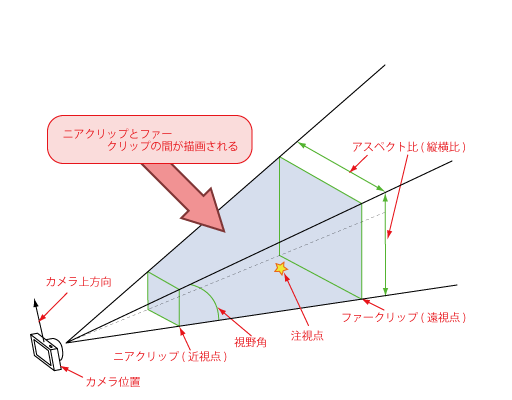 ニアクリップとファー
クリップの間が描画される
アスペクト比(縦横比)
カメラ上方向
ファークリップ(遠視点)
注視点
視野角
ニアクリップ(近視点)
カメラ位置